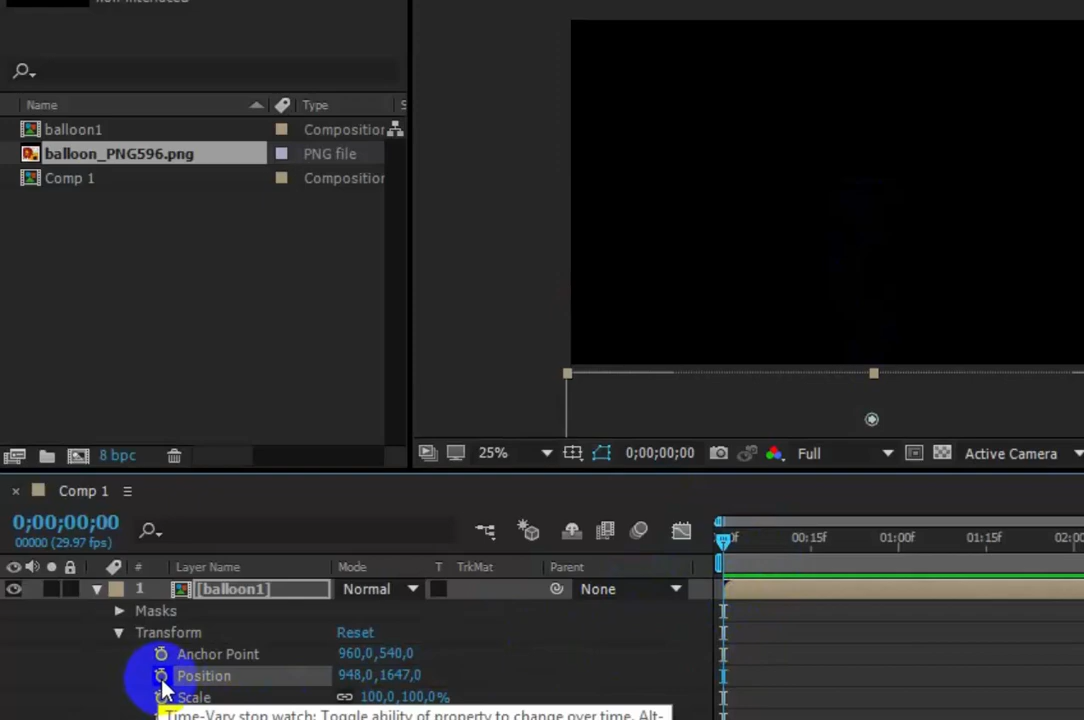 Name Type S
balloon1 Composition
balloon_PNG596.png PNG file
Comp 1 Composition
8 bpc
25% 0;00;00;00 Full Active Camera
× Comp 1
0;00;00;00
00000 (29.97 fps)
00:15f 01:00f 01:15f 02:00
# Layer Name Mode T TrkMat Parent
1 [balloon1] Normal None
Masks
Transform Reset
Anchor Point 960,0,540,0
Position 948,0,1647,0
Scale 100,0,100,0%
Time-Vary stop watch: Toggle ability of property to change over time. Alt-